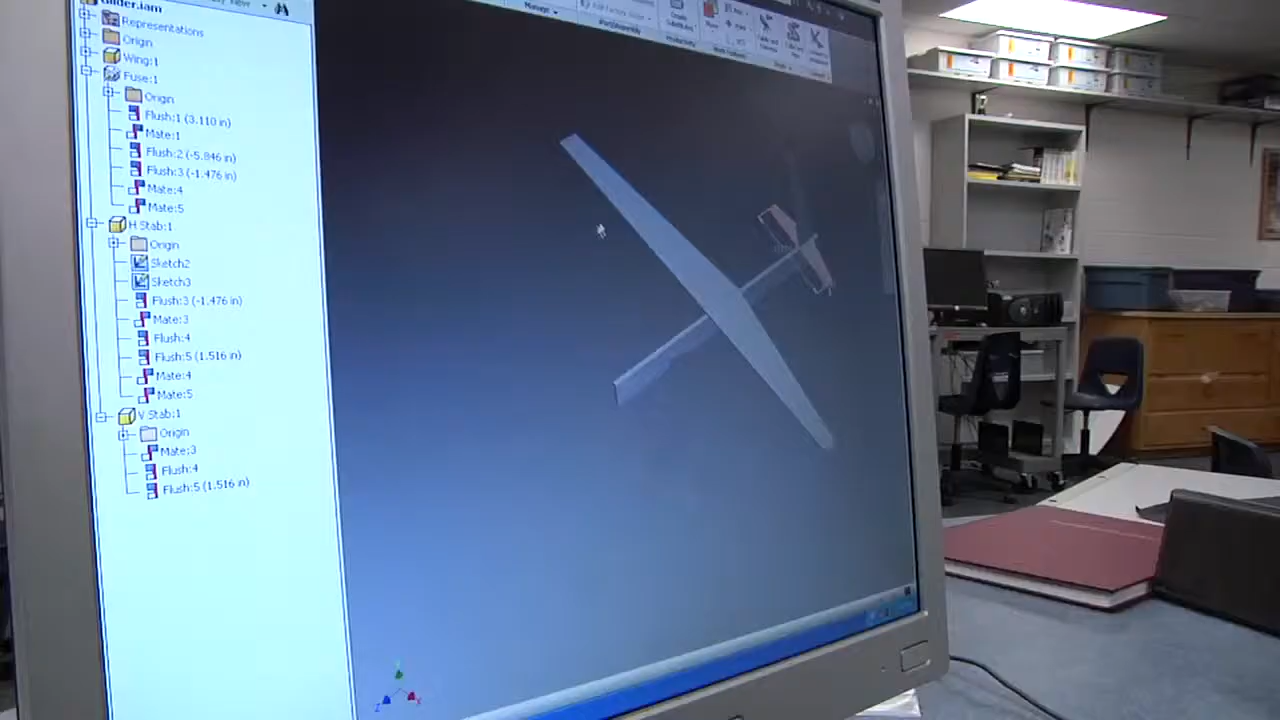 Glider.iam
Representations
Origin
Wing:1
Fuse:1
Origin
Flush:1 (3.110 in)
Mate:1
Flush:2 (-5.846 in)
Flush:3 (-1.476 in)
Mate:4
Mate:5
H Stab:1
Origin
Sketch2
Sketch3
Flush:3 (-1.476 in)
Mate:3
Flush:4
Flush:5 (1.516 in)
Mate:4
Mate:5
V Stab:1
Origin
Mate:3
Flush:4
Flush:5 (1.516 in)
Manage
Productivity